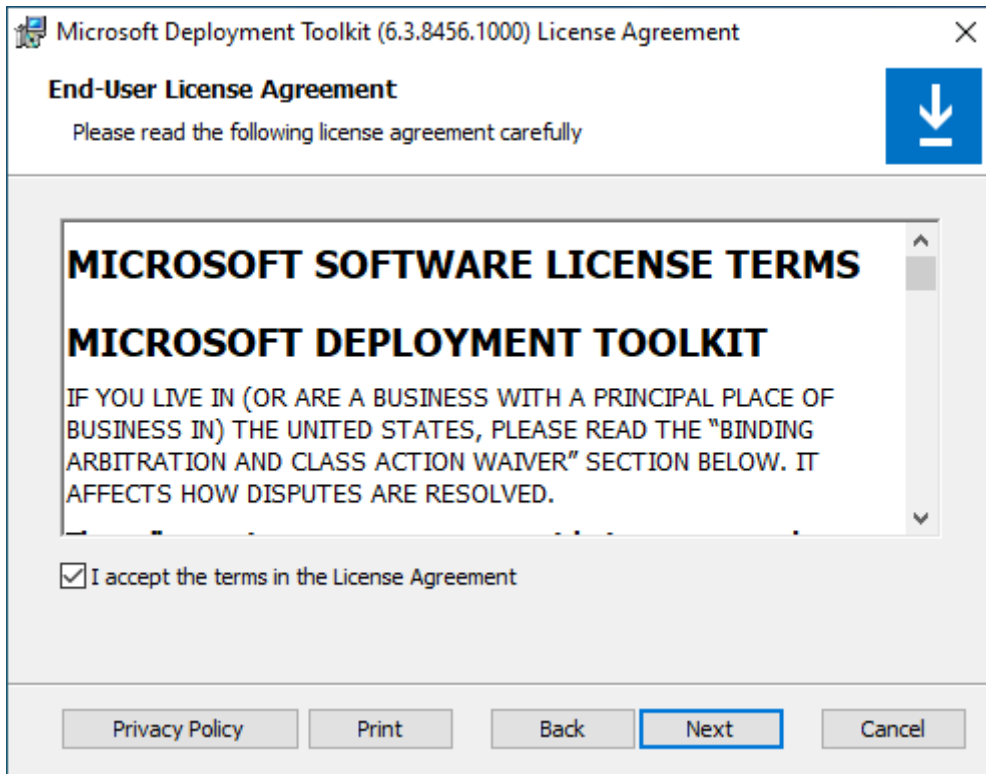 Microsoft Deployment Toolkit (6.3.8456.1000) License Agreement
End-User License Agreement
Please read the following license agreement carefully
MICROSOFT SOFTWARE LICENSE TERMS
MICROSOFT DEPLOYMENT TOOLKIT
IF YOU LIVE IN (OR ARE A BUSINESS WITH A PRINCIPAL PLACE OF
BUSINESS IN) THE UNITED STATES, PLEASE READ THE “BINDING
ARBITRATION AND CLASS ACTION WAIVER” SECTION BELOW. IT
AFFECTS HOW DISPUTES ARE RESOLVED.
I accept the terms in the License Agreement
Privacy Policy Print Back Next Cancel